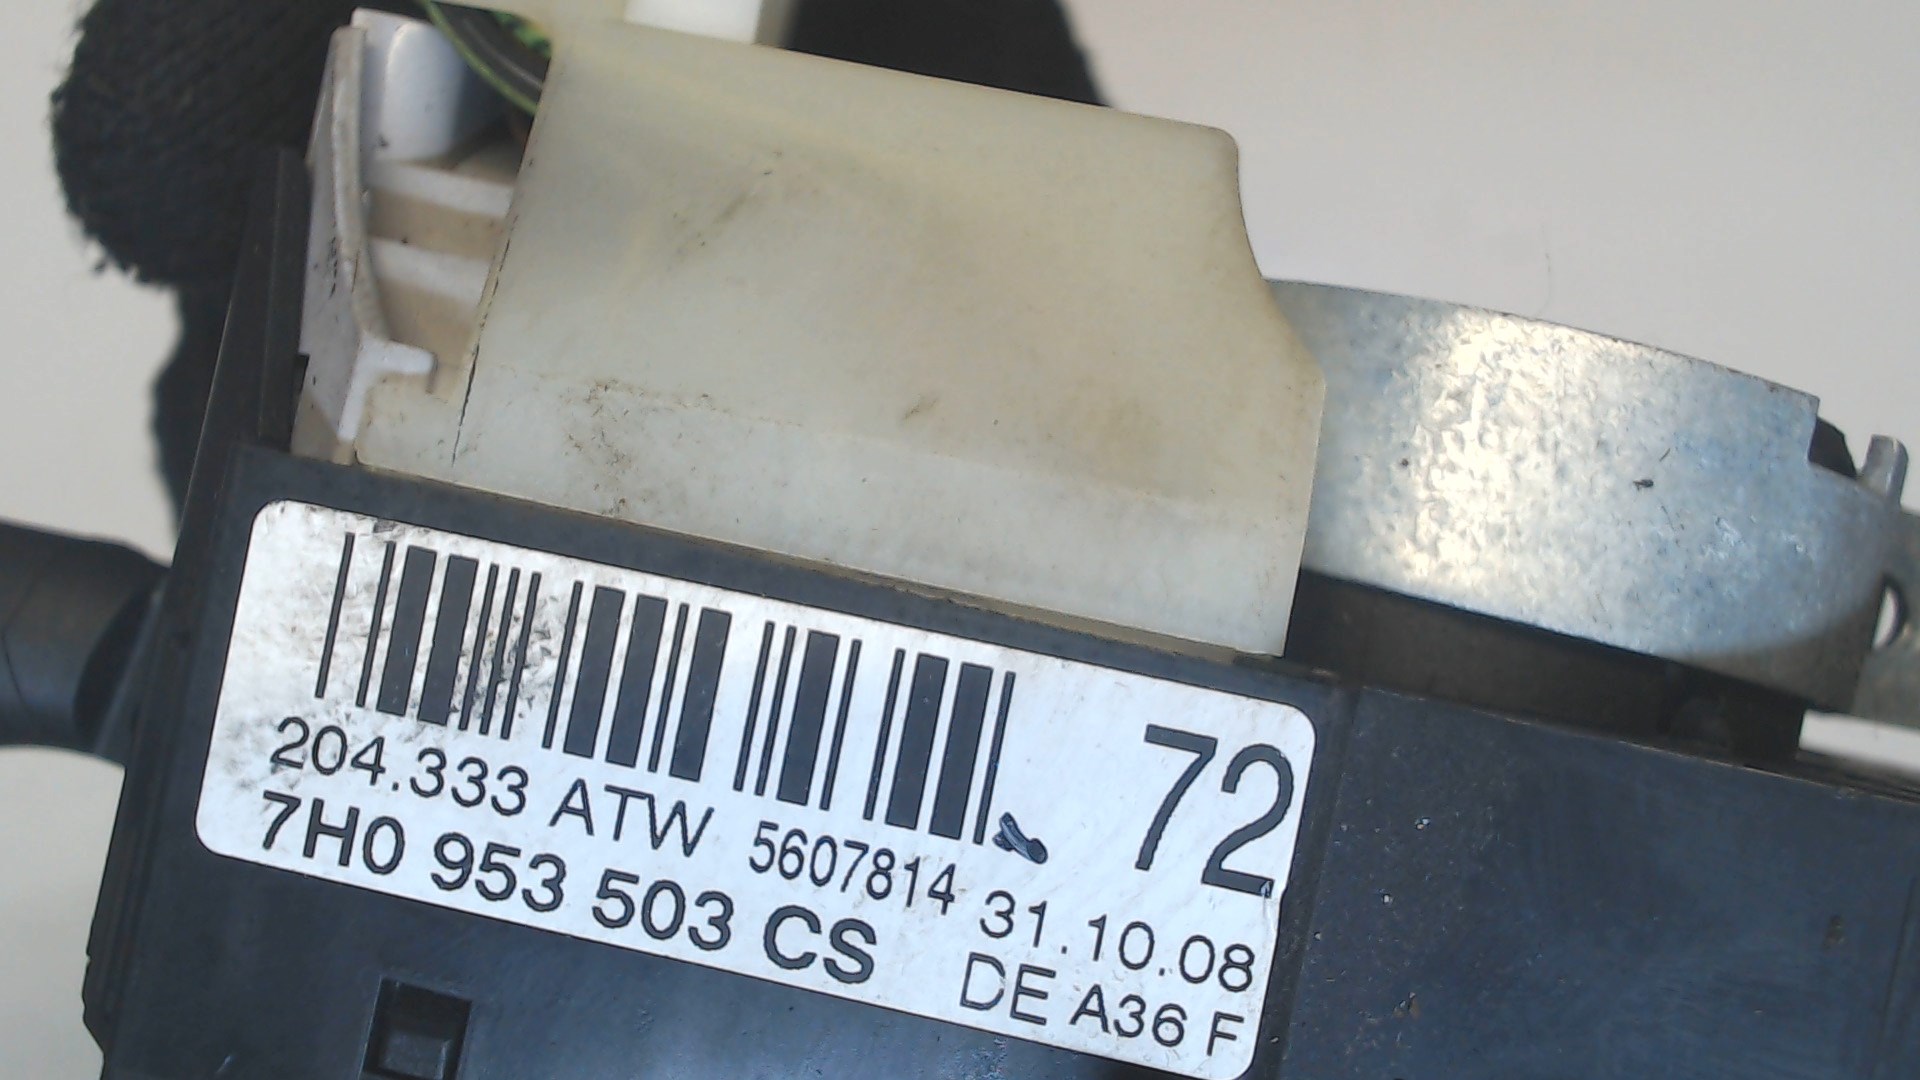 72
204.333 ATW 5607814 31.10.08
7H0 953 503 CS DE A36 F